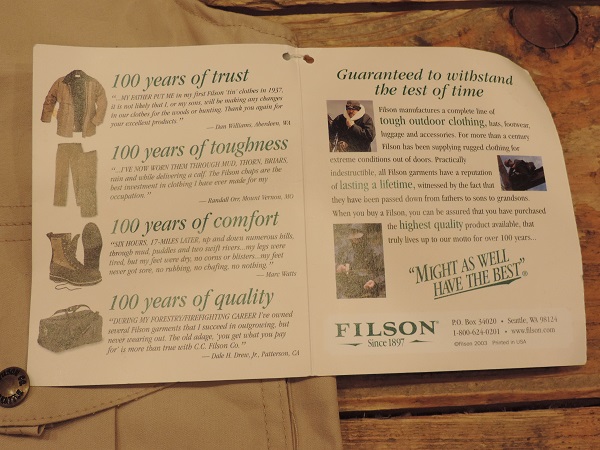 100 years of trust
"...MY FATHER PUT ME in my first Filson 'tin' clothes in 1937.
it is not likely that I, or my sons, will be making any changes
in our clothes for the woods or hunting. Thank you again for
your excellent products."
— Dan Williams, Aberdeen, WA
100 years of toughness
"...I'VE NOW WORN THEM THROUGH MUD, THORN, BRIARS,
rain and while delivering a calf. The Filson chaps are the
best investment in clothing I have ever made for my
occupation."
— Randall Orr, Mount Vernon, MO
100 years of comfort
"SIX HOURS, 17-MILES LATER, up and down numerous hills,
through mud, puddles and two swift rivers...my legs were
tired, but my feet were dry, no corns or blisters...my feet
never got sore, no rubbing, no chafing, no nothing."
— Marc Watts
100 years of quality
"DURING MY FORESTRY/FIREFIGHTING CAREER I've owned
several Filson garments that I succeed in outgrowing, but
never wearing out. The old adage, 'you get what you pay
for' is more than true with C.C. Filson Co."
— Dale H. Drew, Jr., Patterson, CA
Guaranteed to withstand
the test of time
Filson manufactures a complete line of
tough outdoor clothing, hats, footwear,
luggage and accessories. For more than a century
Filson has been supplying rugged clothing for
extreme conditions out of doors. Practically
indestructible, all Filson garments have a reputation
of lasting a lifetime, witnessed by the fact that
they have been passed down from fathers to sons to grandsons.
When you buy a Filson, you can be assured that you have purchased
the highest quality product available, that
truly lives up to our motto for over 100 years...
"MIGHT AS WELL
HAVE THE BEST"®
FILSON®
Since 1897
P.O. Box 34020 • Seattle, WA 98124
1-800-624-0201 • www.filson.com
©Filson 2003 Printed in USA